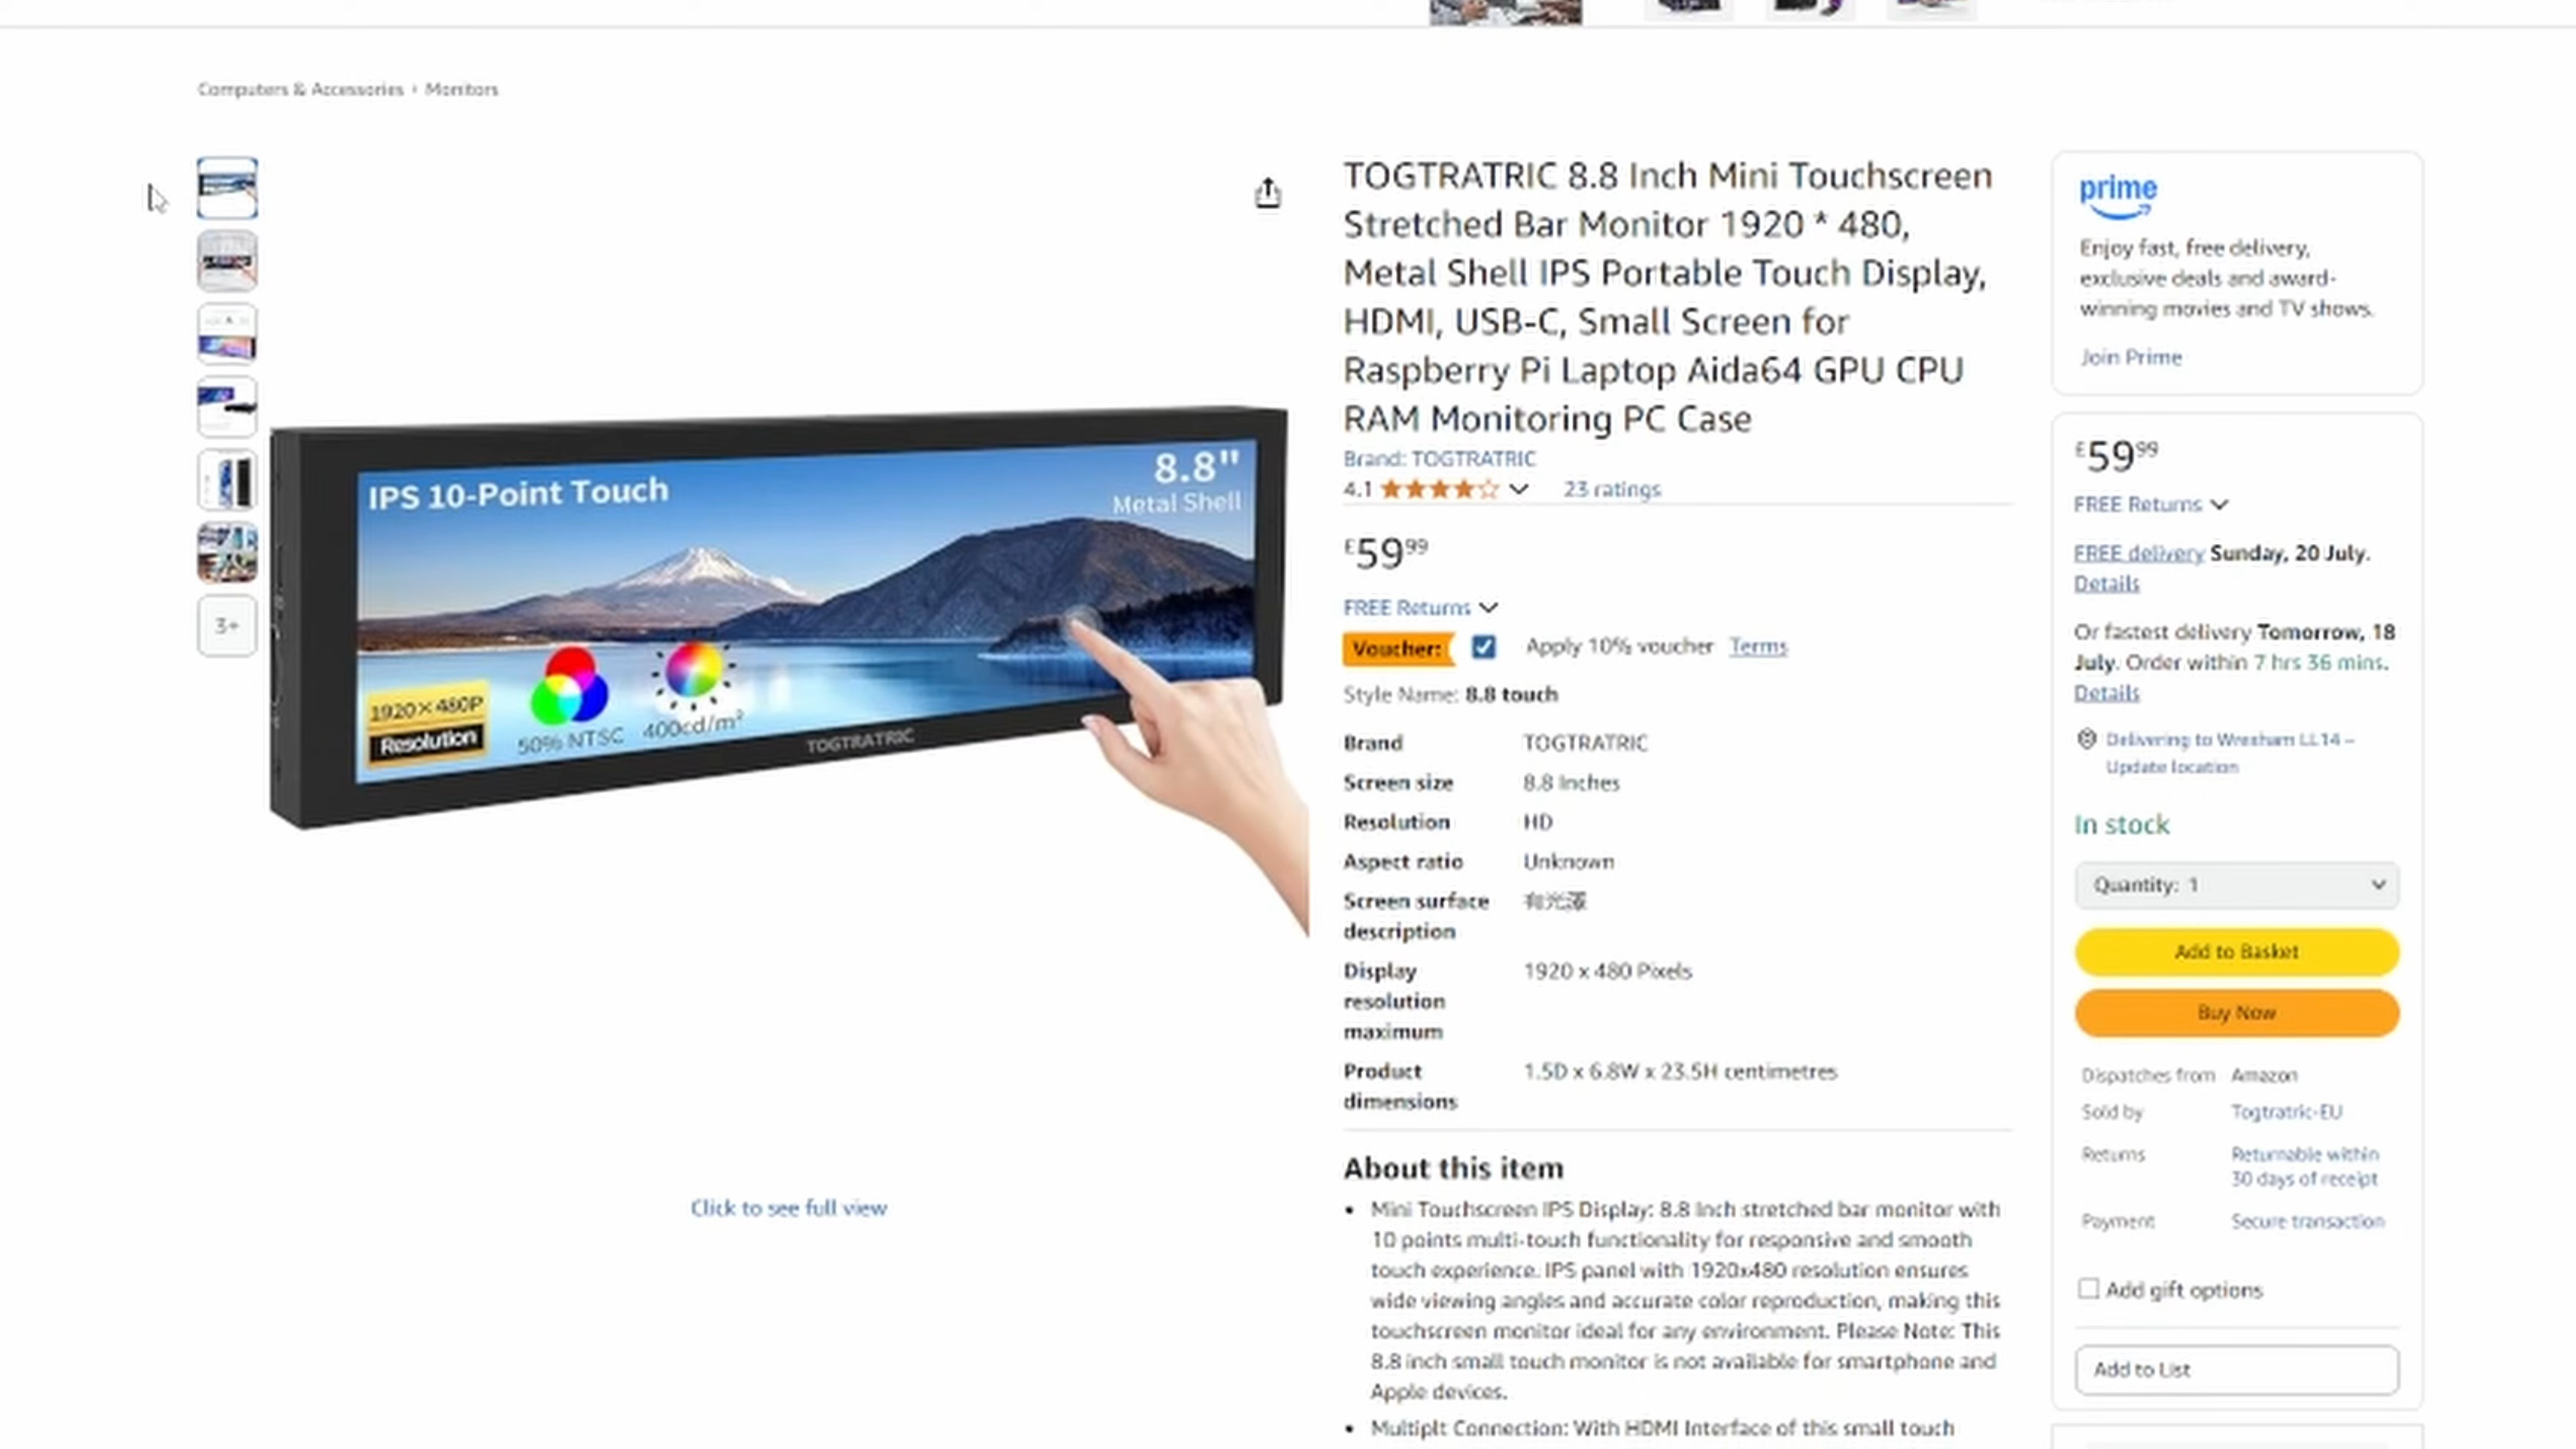 Computers & Accessories › Monitors
3+
IPS 10-Point Touch
8.8"
Metal Shell
1920×480P
Resolution
50% NTSC
400cd/m²
TOGTRATRIC
Click to see full view
TOGTRATRIC 8.8 Inch Mini Touchscreen
Stretched Bar Monitor 1920 * 480,
Metal Shell IPS Portable Touch Display,
HDMI, USB-C, Small Screen for
Raspberry Pi Laptop Aida64 GPU CPU
RAM Monitoring PC Case
Brand: TOGTRATRIC
4.1
23 ratings
£59⁹⁹
FREE Returns
Voucher:
Apply 10% voucher Terms
Style Name: 8.8 touch
Brand TOGTRATRIC
Screen size 8.8 Inches
Resolution HD
Aspect ratio Unknown
Screen surface 有光澤
description
Display 1920 x 480 Pixels
resolution
maximum
Product 1.5D x 6.8W x 23.5H centimetres
dimensions
About this item
• Mini Touchscreen IPS Display: 8.8 Inch stretched bar monitor with
10 points multi-touch functionality for responsive and smooth
touch experience. IPS panel with 1920x480 resolution ensures
wide viewing angles and accurate color reproduction, making this
touchscreen monitor ideal for any environment. Please Note: This
8.8 inch small touch monitor is not available for smartphone and
Apple devices.
• Multiplt Connection: With HDMI Interface of this small touch
prime
Enjoy fast, free delivery,
exclusive deals and award-
winning movies and TV shows.
Join Prime
£59⁹⁹
FREE Returns
FREE delivery Sunday, 20 July.
Details
Or fastest delivery Tomorrow, 18
July. Order within 7 hrs 36 mins.
Details
Delivering to Wrexham LL14 –
Update location
In stock
Quantity: 1
Add to Basket
Buy Now
Dispatches from Amazon
Sold by Togtratric-EU
Returns Returnable within
30 days of receipt
Payment Secure transaction
Add gift options
Add to List